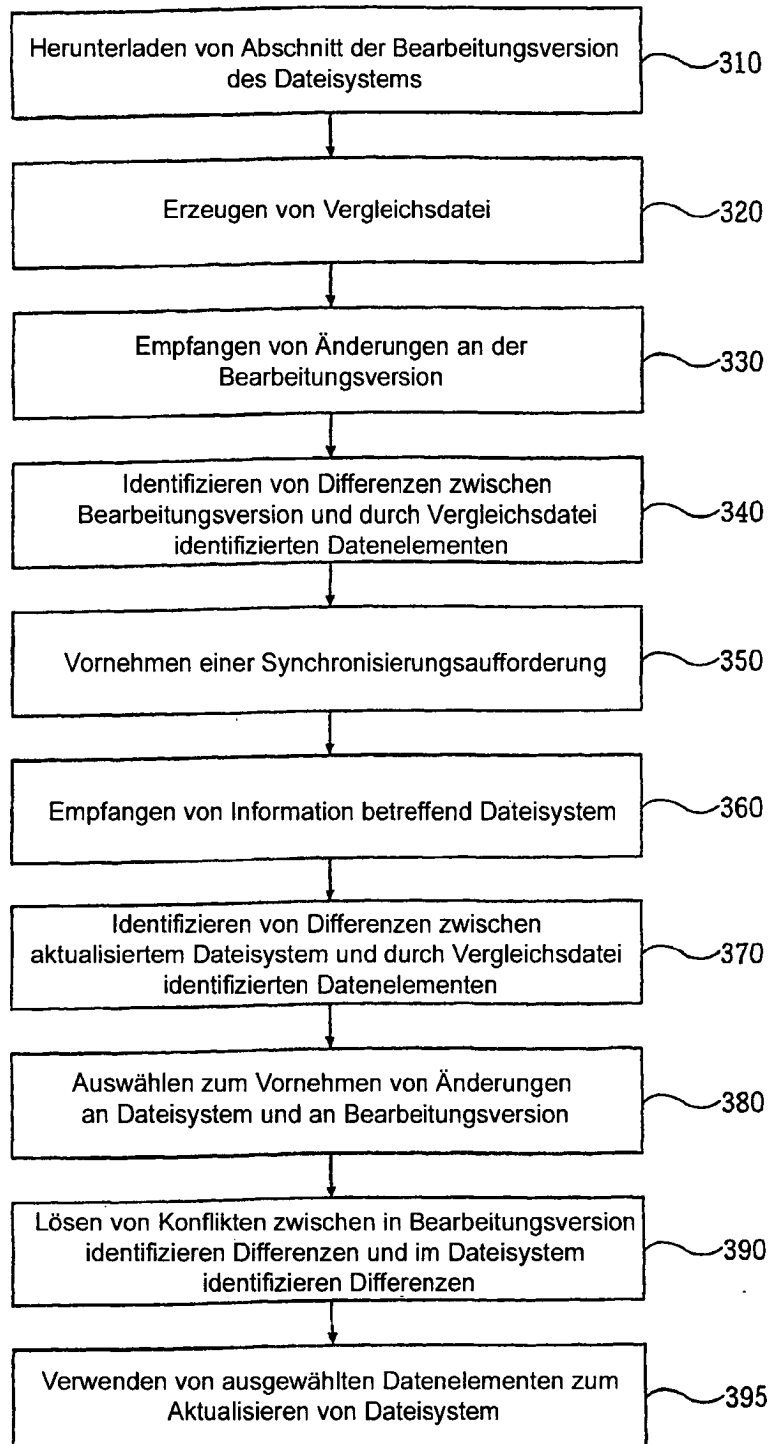 Herunterladen von Abschnitt der Bearbeitungsversion
des Dateisystems
310
Erzeugen von Vergleichsdatei
320
Empfangen von Änderungen an der
Bearbeitungsversion
330
Identifizieren von Differenzen zwischen
Bearbeitungsversion und durch Vergleichsdatei
identifizierten Datenelementen
340
Vornehmen einer Synchronisierungsaufforderung
350
Empfangen von Information betreffend Dateisystem
360
Identifizieren von Differenzen zwischen
aktualisiertem Dateisystem und durch Vergleichsdatei
identifizierten Datenelementen
370
Auswählen zum Vornehmen von Änderungen
an Dateisystem und an Bearbeitungsversion
380
Lösen von Konflikten zwischen in Bearbeitungsversion
identifizieren Differenzen und im Dateisystem
identifizieren Differenzen
390
Verwenden von ausgewählten Datenelementen zum
Aktualisieren von Dateisystem
395